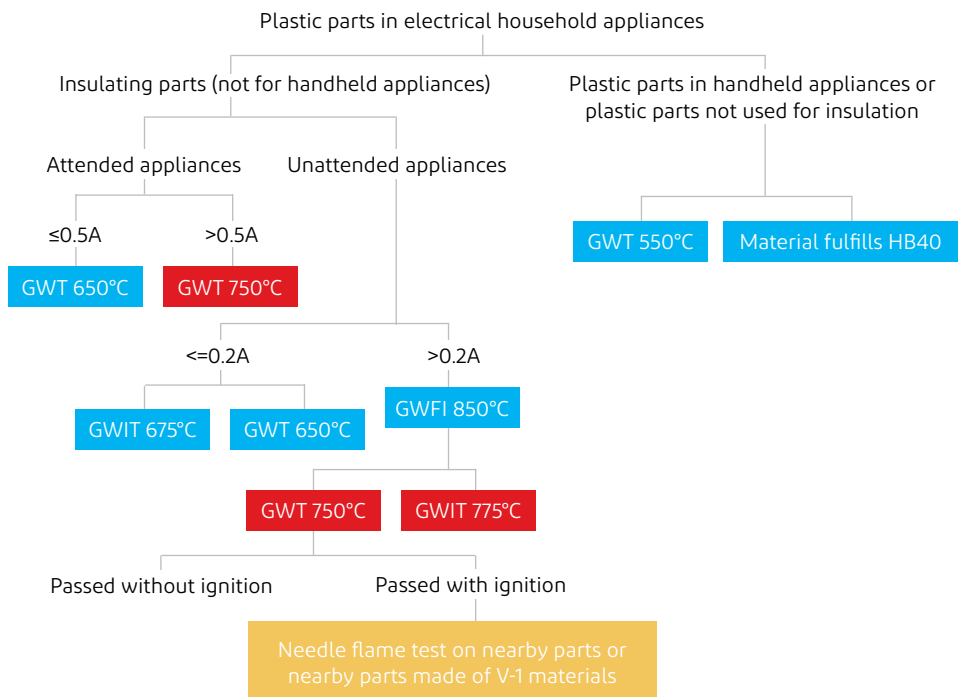 Plastic parts in electrical household appliances
Insulating parts (not for handheld appliances)
Plastic parts in handheld appliances or
plastic parts not used for insulation
Attended appliances
Unattended appliances
≤0.5A
>0.5A
GWT 550°C
Material fulfills HB40
GWT 650°C
GWT 750°C
<=0.2A
>0.2A
GWFI 850°C
GWIT 675°C
GWT 650°C
GWT 750°C
GWIT 775°C
Passed without ignition
Passed with ignition
Needle flame test on nearby parts or
nearby parts made of V-1 materials